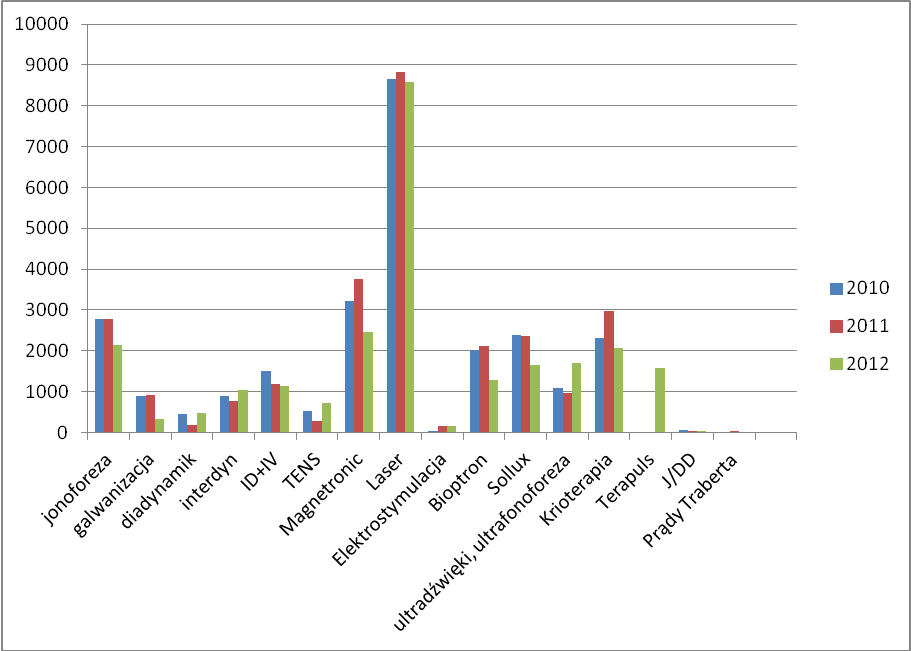 10000
9000
8000
7000
6000
5000
4000
3000
2000
1000
0
jonoforeza
galwanizacja
diadynamik
interdyn
ID+IV
TENS
Magnetronic
Laser
Elektrostymulacja
Bioptron
Sollux
ultradźwięki, ultrafonoforeza
Krioterapia
Terapuls
J/DD
Prądy Traberta
2010
2011
2012